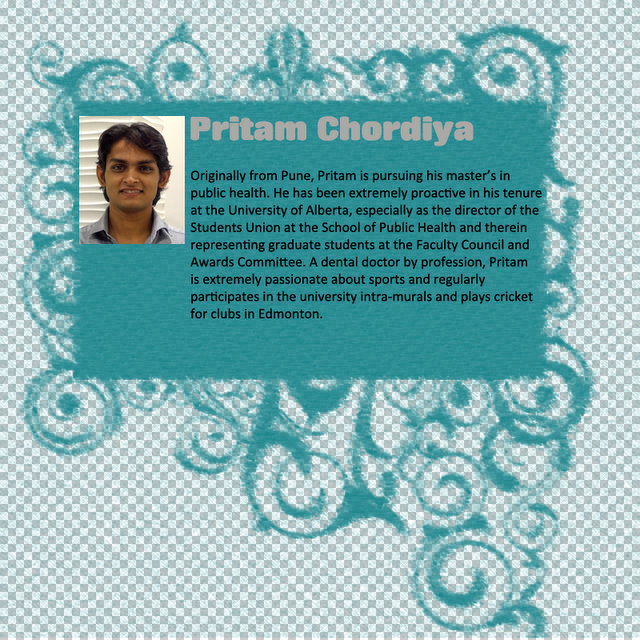 Pritam Chordiya
Originally from Pune, Pritam is pursuing his master's in
public health. He has been extremely proactive in his tenure
at the University of Alberta, especially as the director of the
Students Union at the School of Public Health and therein
representing graduate students at the Faculty Council and
Awards Committee. A dental doctor by profession, Pritam
is extremely passionate about sports and regularly
participates in the university intra-murals and plays cricket
for clubs in Edmonton.